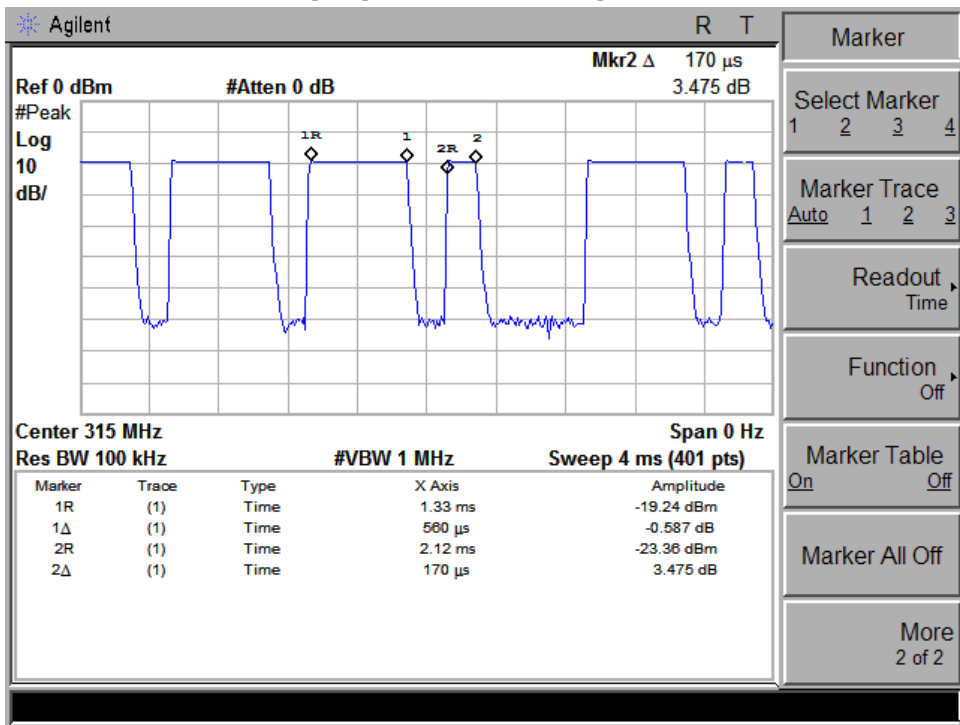 Agilent R T
Mkr2 Δ 170 μs
Ref 0 dBm #Atten 0 dB 3.475 dB
#Peak
Log
10
dB/
1R 1 2R 2
Center 315 MHz Span 0 Hz
Res BW 100 kHz #VBW 1 MHz Sweep 4 ms (401 pts)
Marker Trace Type X Axis Amplitude
1R (1) Time 1.33 ms -19.24 dBm
1Δ (1) Time 560 μs -0.587 dB
2R (1) Time 2.12 ms -23.36 dBm
2Δ (1) Time 170 μs 3.475 dB
Marker
Select Marker
1 2 3 4
Marker Trace
Auto 1 2 3
Readout
Time
Function
Off
Marker Table
On Off
Marker All Off
More
2 of 2